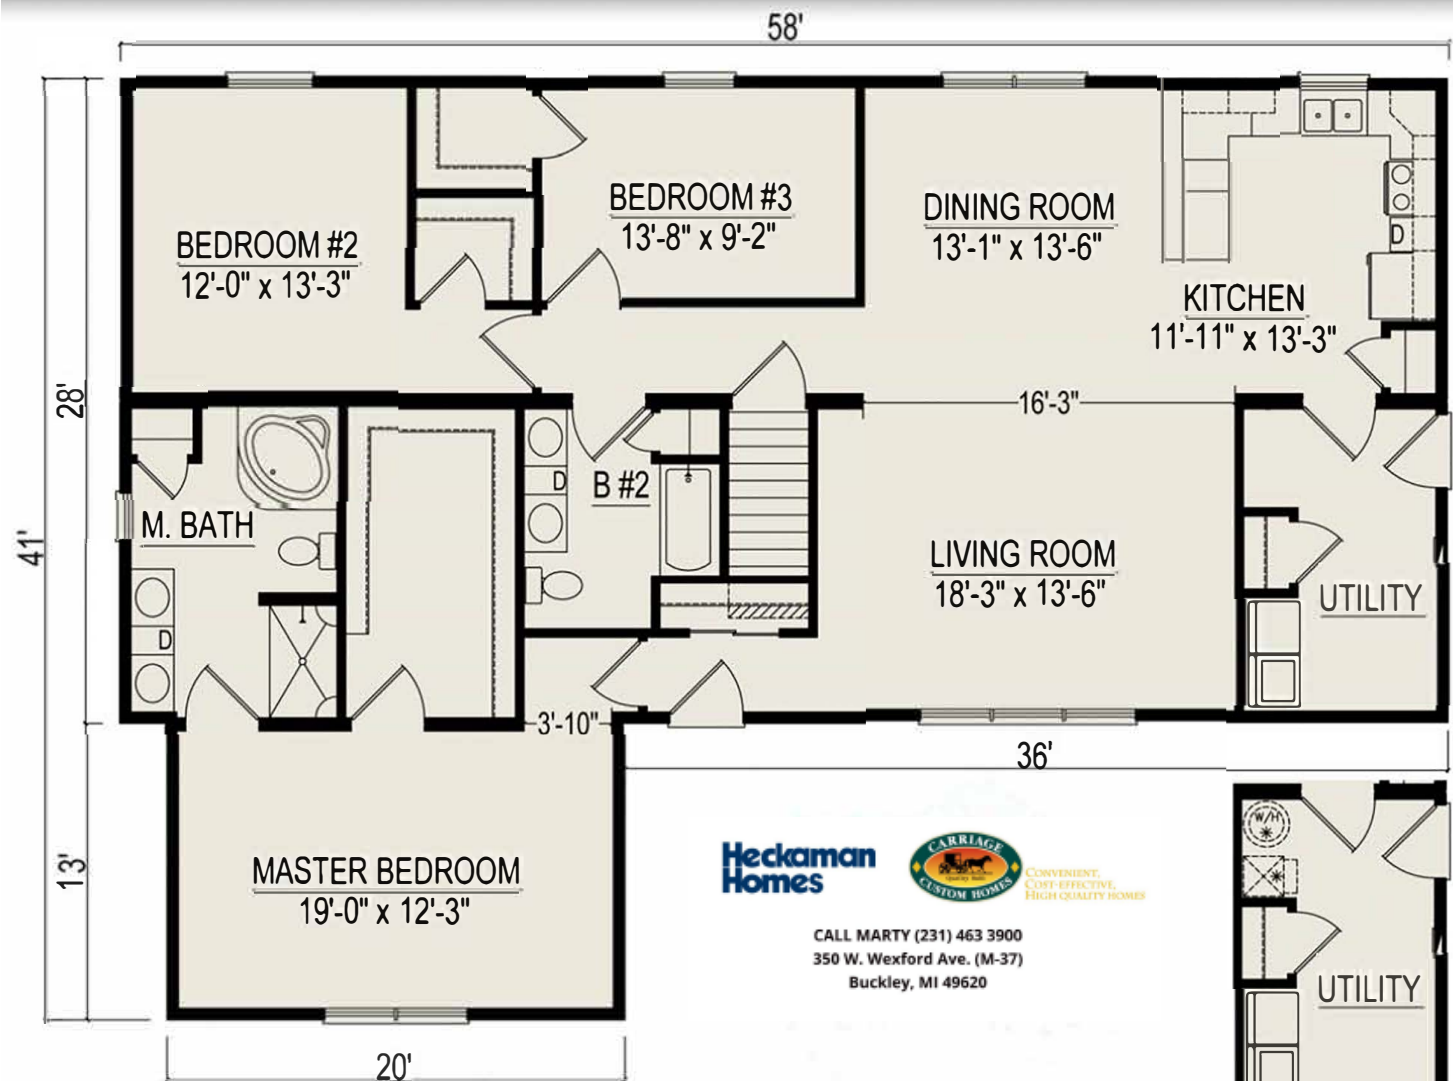 58'
BEDROOM #2
12'-0" x 13'-3"
BEDROOM #3
13'-8" x 9'-2"
DINING ROOM
13'-1" x 13'-6"
D
KITCHEN
11'-11" x 13'-3"
28'
41'
16'-3"
M. BATH
D
B #2
D
LIVING ROOM
18'-3" x 13'-6"
UTILITY
3'-10"
36'
13'
MASTER BEDROOM
19'-0" x 12'-3"
20'
Heckaman
Homes
CARRIAGE
quality built
CUSTOM HOMES
CONVENIENT,
COST-EFFECTIVE,
HIGH QUALITY HOMES
CALL MARTY (231) 463 3900
350 W. Wexford Ave. (M-37)
Buckley, MI 49620
W/H
UTILITY